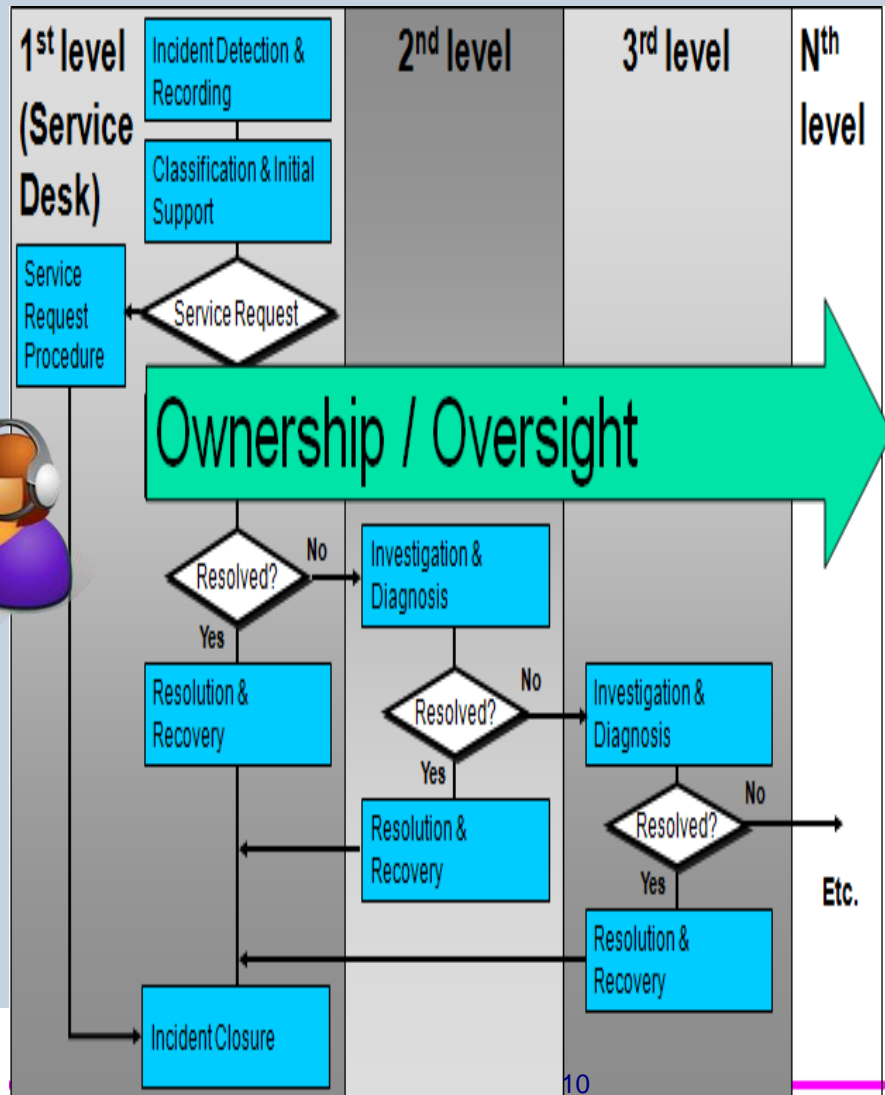 1st level
(Service
Desk)
Incident Detection &
Recording
2nd level
3rd level
Nth
level
Classification & Initial
Support
Service
Request
Procedure
Service Request
Ownership / Oversight
Resolved?
No
Yes
Investigation &
Diagnosis
Resolution &
Recovery
Resolved?
No
Yes
Investigation &
Diagnosis
Resolution &
Recovery
Resolved?
No
Yes
Etc.
Resolution &
Recovery
Incident Closure
10